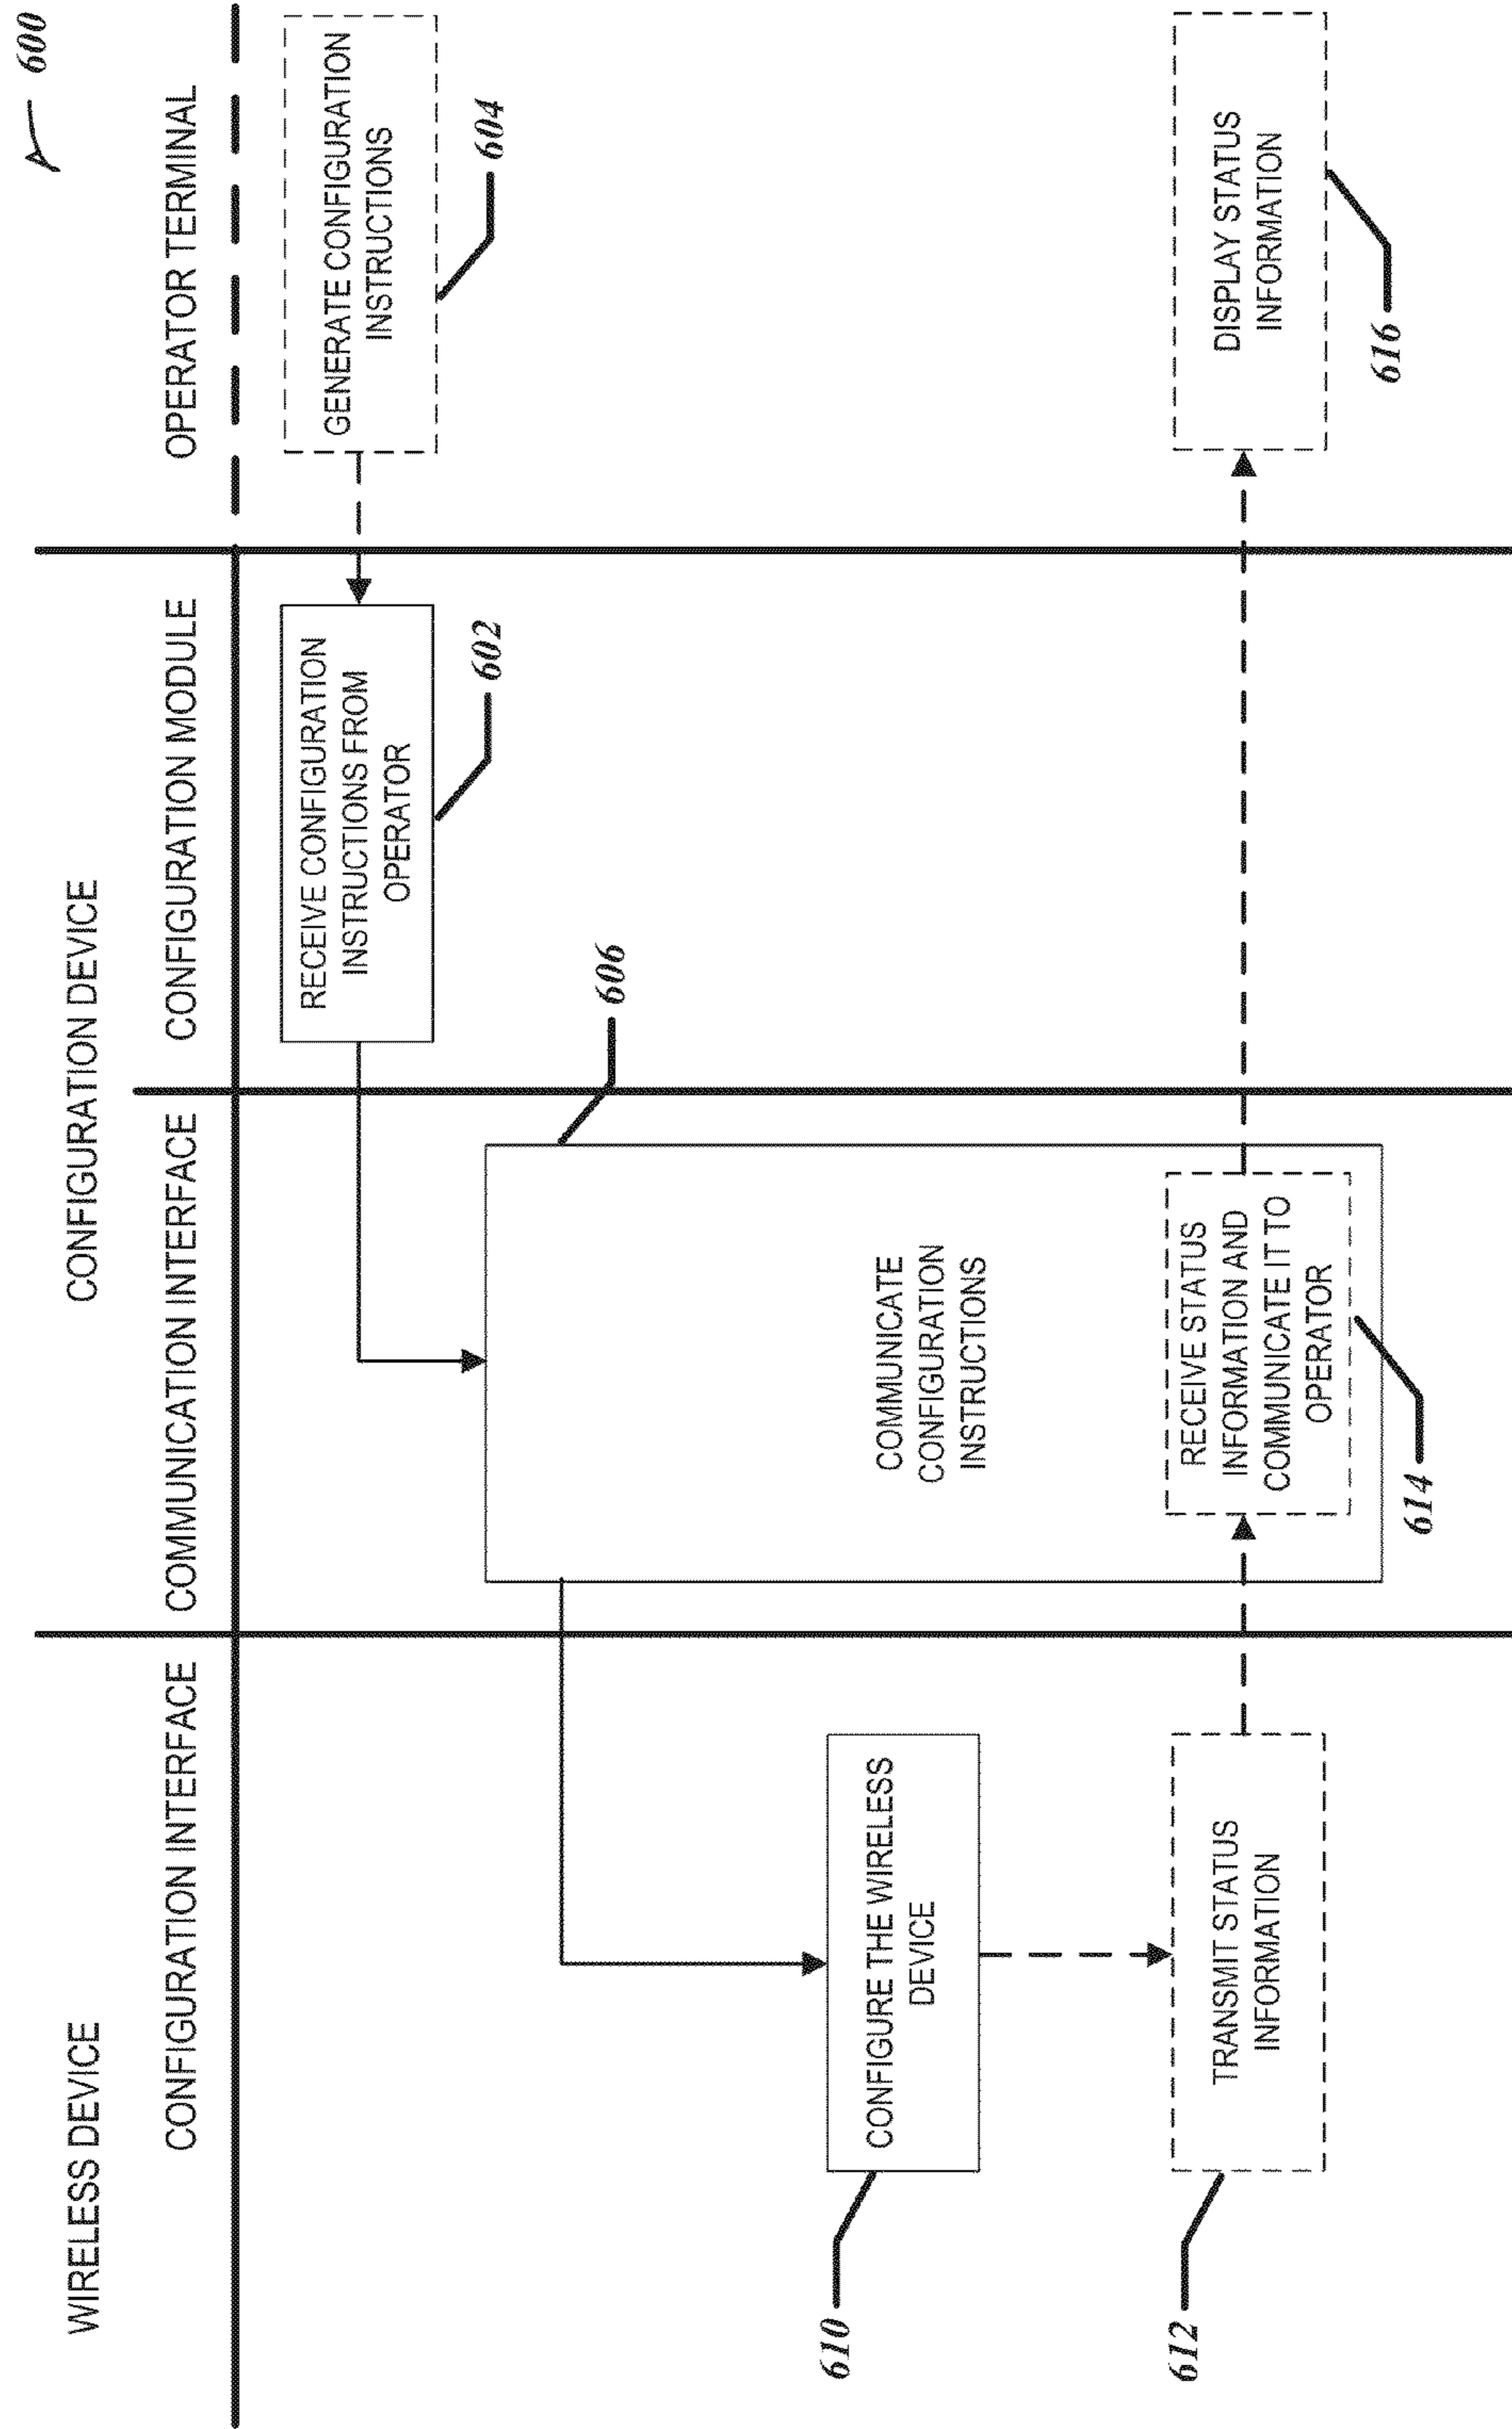 600
WIRELESS DEVICE
CONFIGURATION DEVICE
CONFIGURATION INTERFACE
COMMUNICATION INTERFACE
CONFIGURATION MODULE
OPERATOR TERMINAL
RECEIVE CONFIGURATION
INSTRUCTIONS FROM
OPERATOR
602
GENERATE CONFIGURATION
INSTRUCTIONS
604
606
COMMUNICATE
CONFIGURATION
INSTRUCTIONS
CONFIGURE THE WIRELESS
DEVICE
610
TRANSMIT STATUS
INFORMATION
612
RECEIVE STATUS
INFORMATION AND
COMMUNICATE IT TO
OPERATOR
614
DISPLAY STATUS
INFORMATION
616